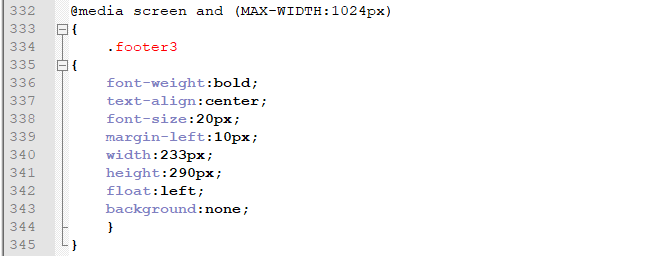 332 @media screen and (MAX-WIDTH:1024px)
333 {
334 .footer3
335 {
336 font-weight:bold;
337 text-align:center;
338 font-size:20px;
339 margin-left:10px;
340 width:233px;
341 height:290px;
342 float:left;
343 background:none;
344 }
345 }